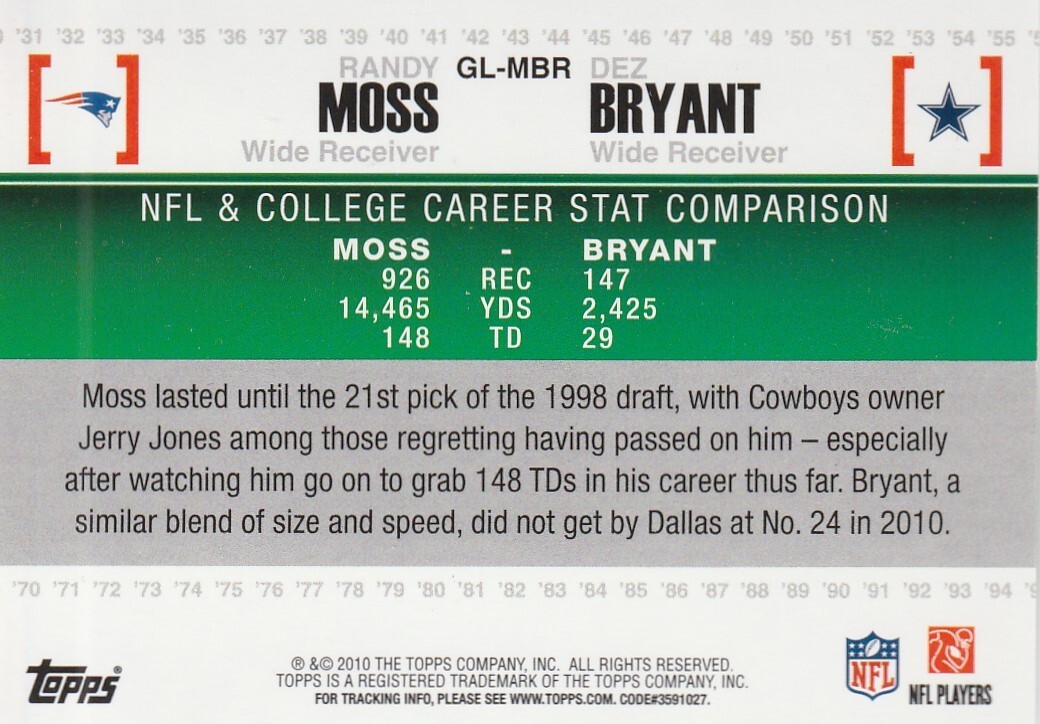 '31 '32 '33 '34 '35 '36 '37 '38 '39 '40 '41 '42 '43 '44 '45 '46 '47 '48 '49 '50 '51 '52 '53 '54 '55
RANDY GL-MBR DEZ
MOSS BRYANT
Wide Receiver Wide Receiver
NFL & COLLEGE CAREER STAT COMPARISON
MOSS - BRYANT
926 REC 147
14,465 YDS 2,425
148 TD 29
Moss lasted until the 21st pick of the 1998 draft, with Cowboys owner
Jerry Jones among those regretting having passed on him – especially
after watching him go on to grab 148 TDs in his career thus far. Bryant, a
similar blend of size and speed, did not get by Dallas at No. 24 in 2010.
'70 '71 '72 '73 '74 '75 '76 '77 '78 '79 '80 '81 '82 '83 '84 '85 '86 '87 '88 '89 '90 '91 '92 '93 '94
Topps®
® &© 2010 THE TOPPS COMPANY, INC. ALL RIGHTS RESERVED.
TOPPS IS A REGISTERED TRADEMARK OF THE TOPPS COMPANY, INC.
FOR TRACKING INFO, PLEASE SEE WWW.TOPPS.COM. CODE#3591027.
NFL
NFL PLAYERS